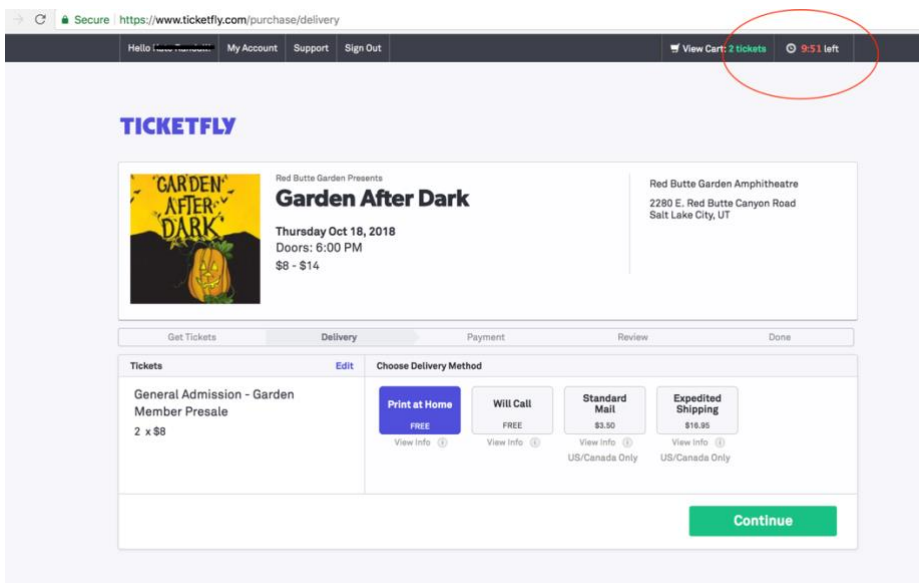 Secure https://www.ticketfly.com/purchase/delivery
Hello My Account Support Sign Out View Cart: 2 tickets 9:51 left
TICKETFLY
GARDEN
AFTER
DARK
Red Butte Garden Presents
Garden After Dark
Thursday Oct 18, 2018
Doors: 6:00 PM
$8 - $14
Red Butte Garden Amphitheatre
2280 E. Red Butte Canyon Road
Salt Lake City, UT
Get Tickets Delivery Payment Review Done
Tickets Edit
General Admission - Garden
Member Presale
2 x $8
Choose Delivery Method
Print at Home
FREE
View Info
Will Call
FREE
View Info
Standard
Mail
$3.50
View Info
US/Canada Only
Expedited
Shipping
$16.95
View Info
US/Canada Only
Continue